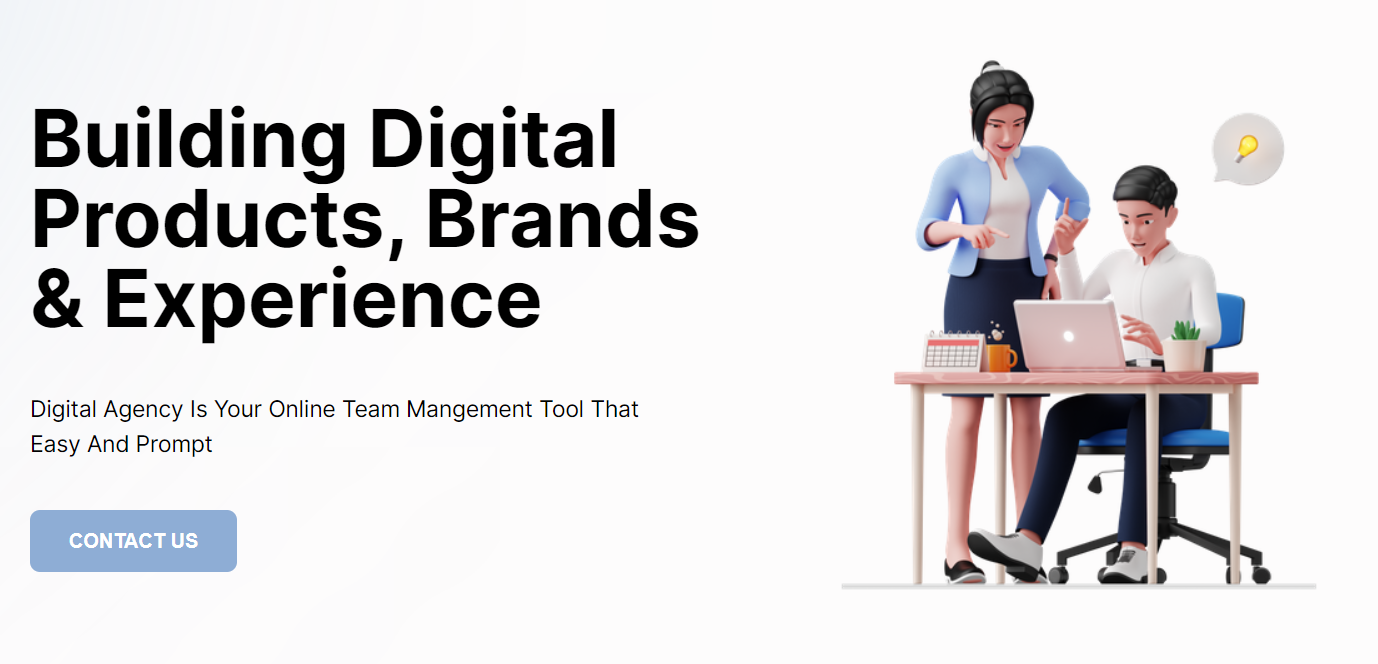 Building Digital
Products, Brands
& Experience
Digital Agency Is Your Online Team Mangement Tool That
Easy And Prompt
CONTACT US